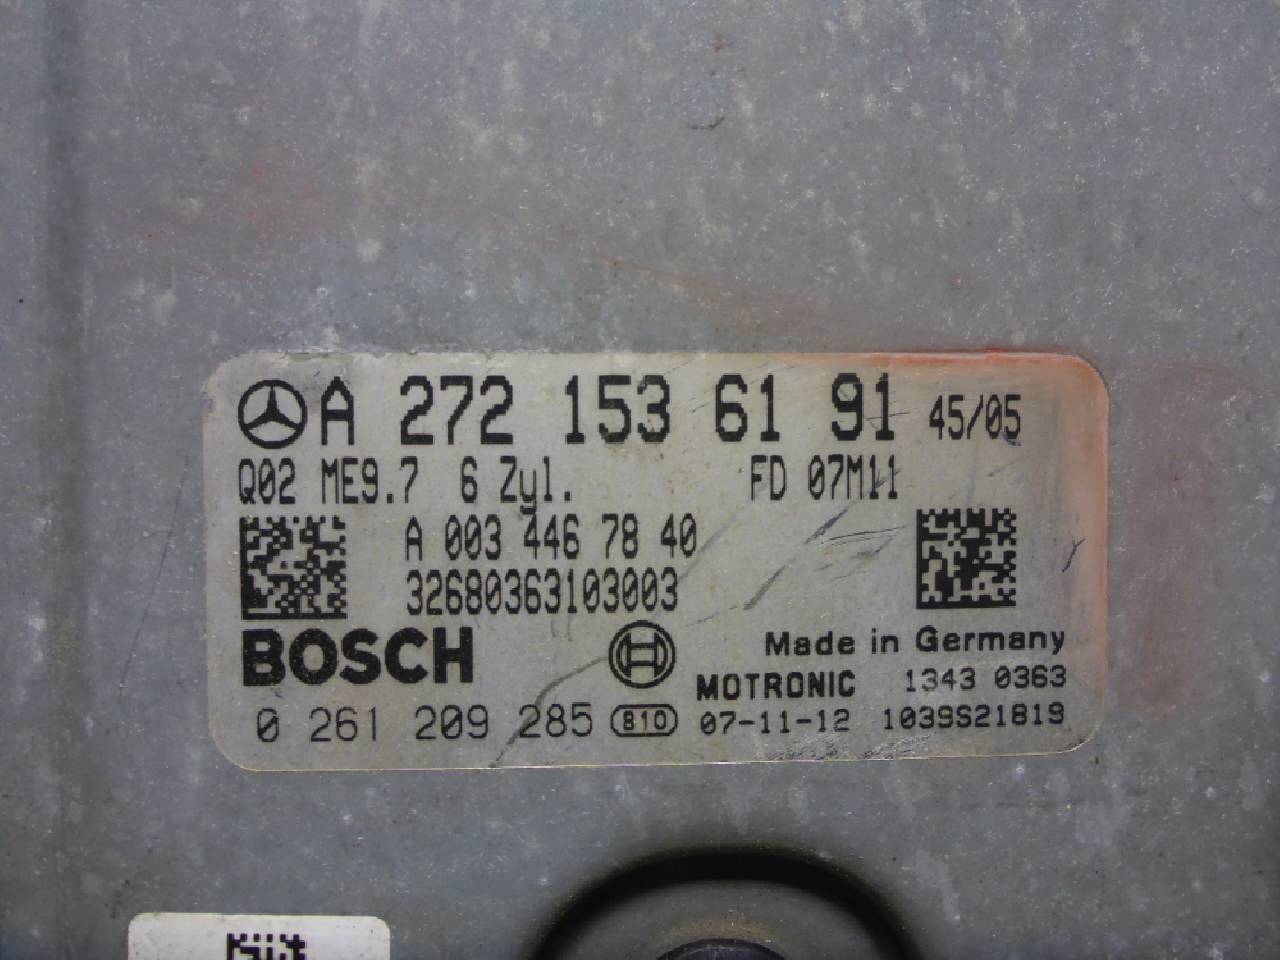 A 272 153 61 91 45/05
Q02 ME9.7 6 Zyl. FD 07M11
A 003 446 78 40
32680363103003
BOSCH Made in Germany
MOTRONIC 1343 0363
0 261 209 285 810 07-11-12 1039S21819